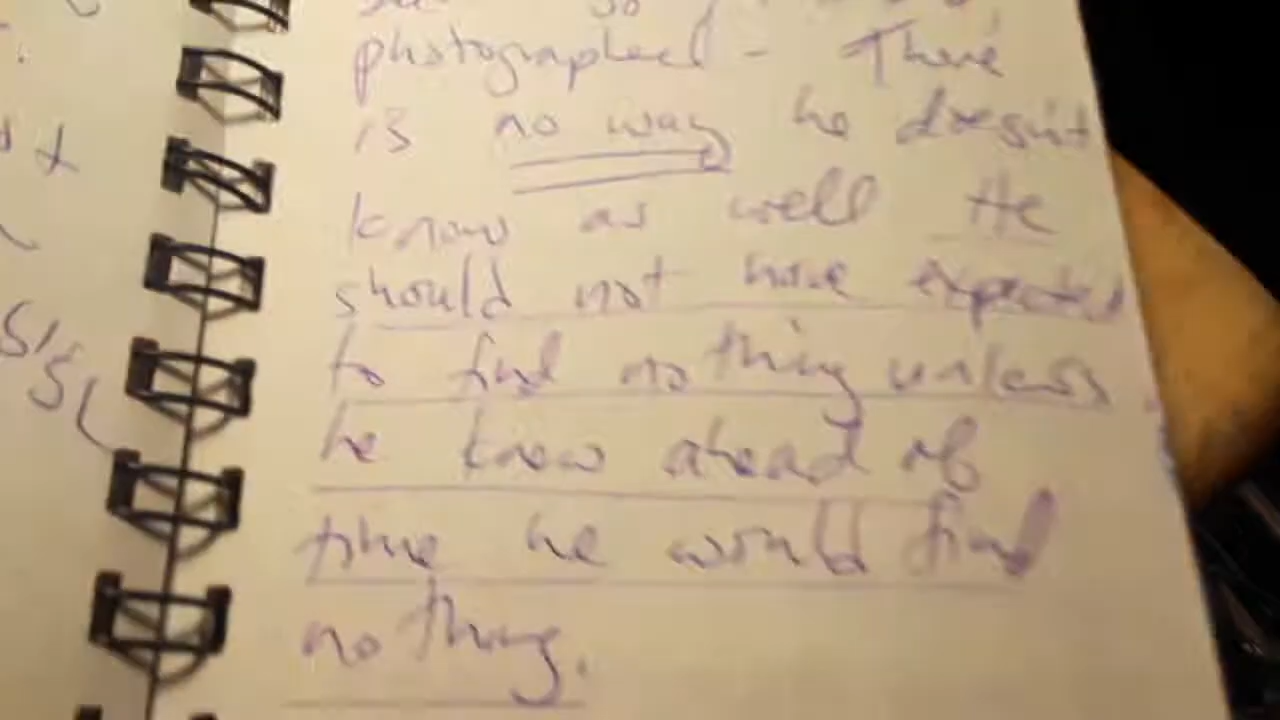 so
photographed - There
is no way he doesn't
know as well He
should not have expected
to find nothing unless
he knew ahead of
time he would find
nothing.